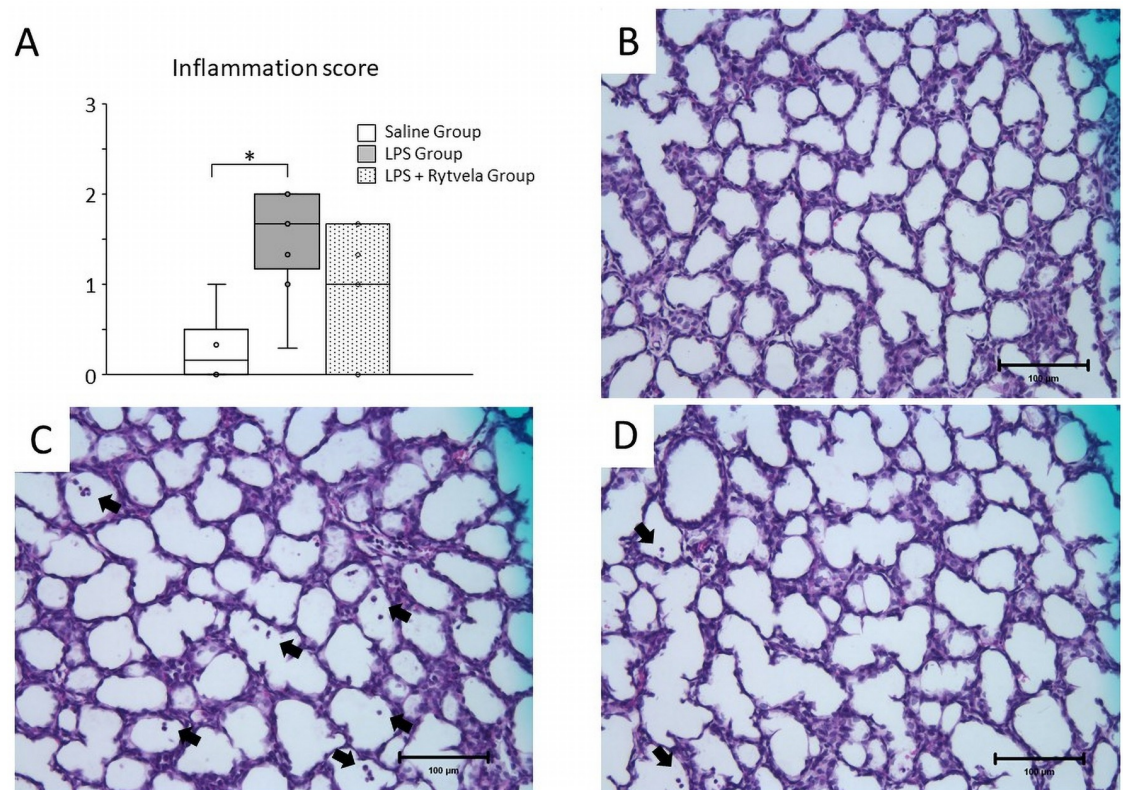 A
Inflammation score
3
2
1
0
*
Saline Group
LPS Group
LPS + Rytvela Group
B
100 µm
C
100 µm
D
100 µm